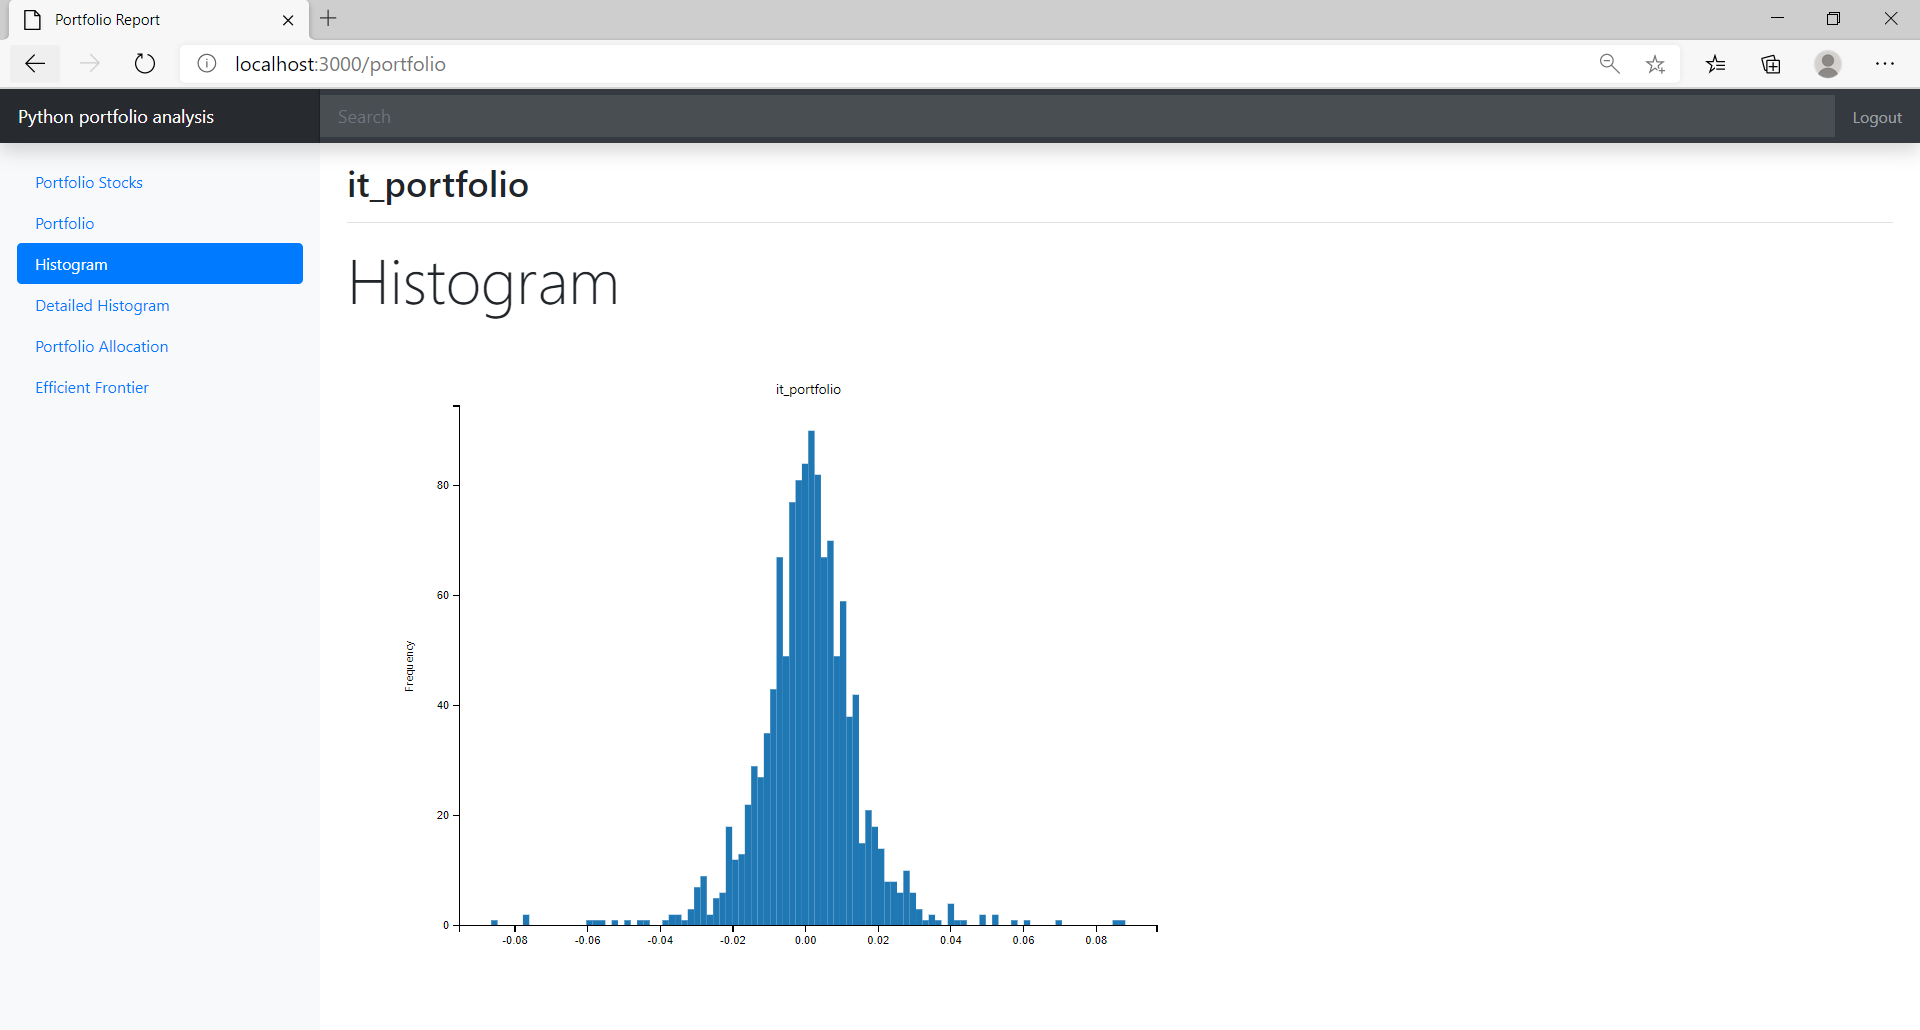 Portfolio Report
localhost:3000/portfolio
Python portfolio analysis
Search
Logout
Portfolio Stocks
Portfolio
Histogram
Detailed Histogram
Portfolio Allocation
Efficient Frontier
it_portfolio
Histogram
it_portfolio
80
60
40
20
0
Frequency
-0.08 -0.06 -0.04 -0.02 0.00 0.02 0.04 0.06 0.08